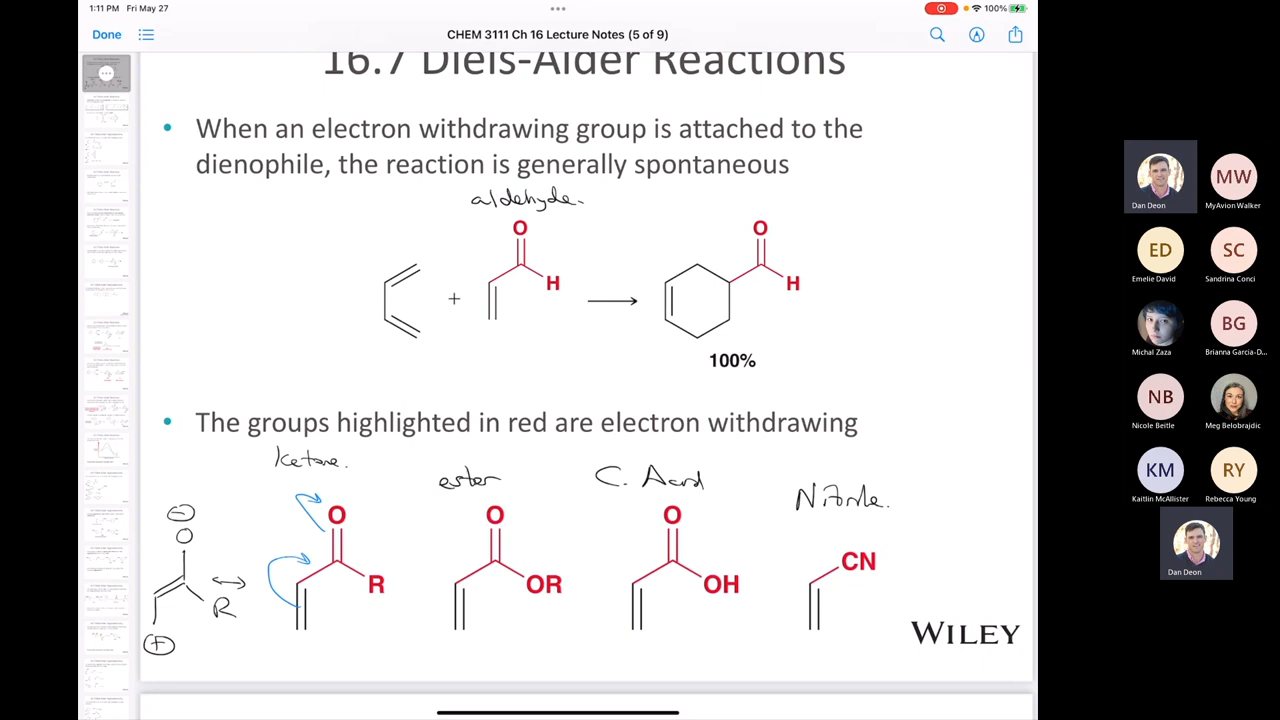 1:11 PM Fri May 27
100%
Done
CHEM 3111 Ch 16 Lecture Notes (5 of 9)
16.7 Diels-Alder Reactions
• When an electron withdrawing group is attached to the
dienophile, the reaction is generally spontaneous
aldehyde.
O
H
+
O
H
100%
• The groups highlighted in red are electron withdrawing
Ketone.
ester
C. Acid
Nitrile.
O
R
O
OR
O
OH
CN
⊖
O
R
+
WILEY
Dan Deon
MW
MyAvion Walker
ED
Emelie David
SC
Sandrina Conci
Michal Zaza
BG
Brianna Garcia-D...
NB
Nicole Beitle
Meg Belobrajdic
KM
Kaitlin McAllister
RY
Rebecca Young
Dan Deon